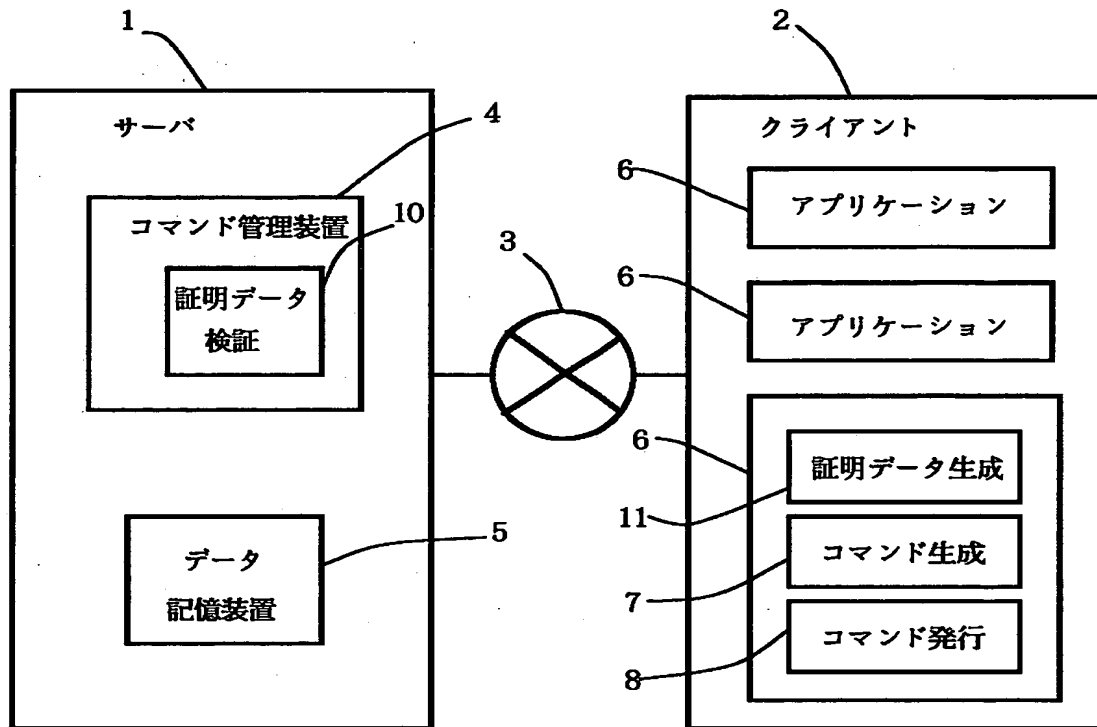 1
2
サーバ
4
クライアント
コマンド管理装置
10
証明データ
検証
6
アプリケーション
3
6
アプリケーション
6
証明データ生成
11
コマンド生成
7
コマンド発行
8
5
データ
記憶装置